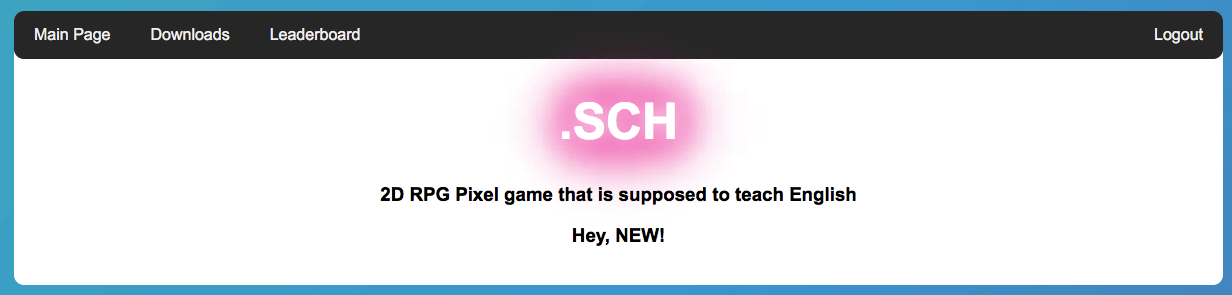 Main Page Downloads Leaderboard Logout
.SCH
2D RPG Pixel game that is supposed to teach English
Hey, NEW!